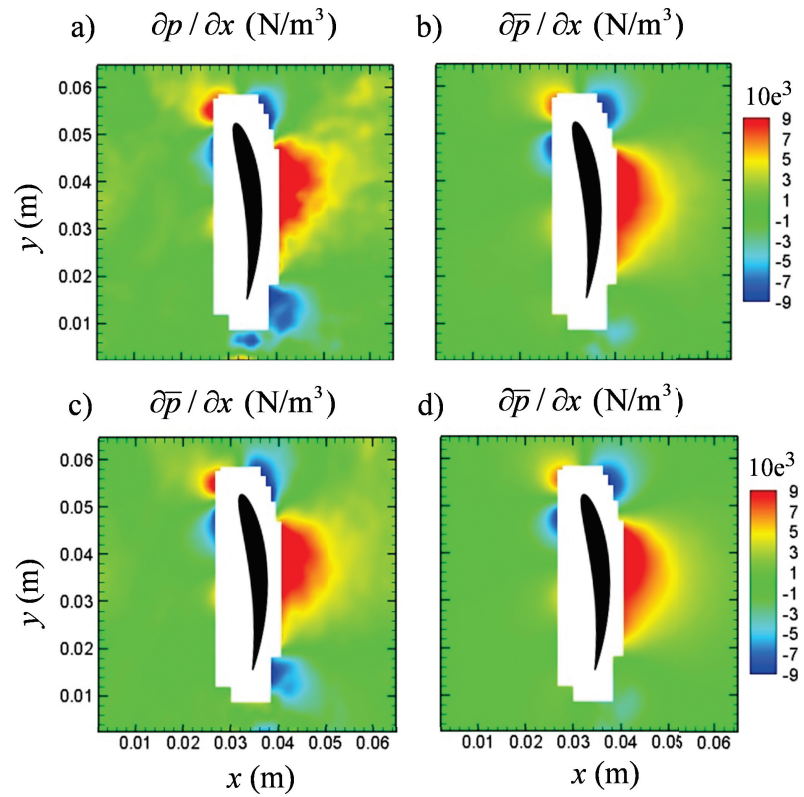 a) ∂p / ∂x (N/m³)
b) ∂p̅ / ∂x (N/m³)
0.06
0.05
0.04
0.03
0.02
0.01
y (m)
10e³
9
7
5
3
1
-1
-3
-5
-7
-9
c) ∂p̅ / ∂x (N/m³)
d) ∂p̅ / ∂x (N/m³)
0.06
0.05
0.04
0.03
0.02
0.01
y (m)
10e³
9
7
5
3
1
-1
-3
-5
-7
-9
0.01 0.02 0.03 0.04 0.05 0.06
0.01 0.02 0.03 0.04 0.05 0.06
x (m)
x (m)